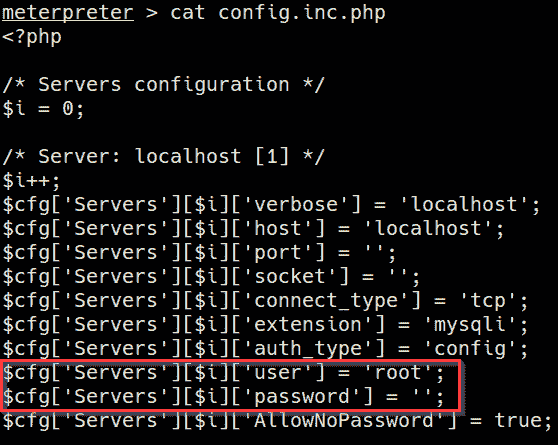 meterpreter > cat config.inc.php
<?php
/* Servers configuration */
$i = 0;
/* Server: localhost [1] */
$i++;
$cfg['Servers'][$i]['verbose'] = 'localhost';
$cfg['Servers'][$i]['host'] = 'localhost';
$cfg['Servers'][$i]['port'] = '';
$cfg['Servers'][$i]['socket'] = '';
$cfg['Servers'][$i]['connect_type'] = 'tcp';
$cfg['Servers'][$i]['extension'] = 'mysqli';
$cfg['Servers'][$i]['auth_type'] = 'config';
$cfg['Servers'][$i]['user'] = 'root';
$cfg['Servers'][$i]['password'] = '';
$cfg['Servers'][$i]['AllowNoPassword'] = true;